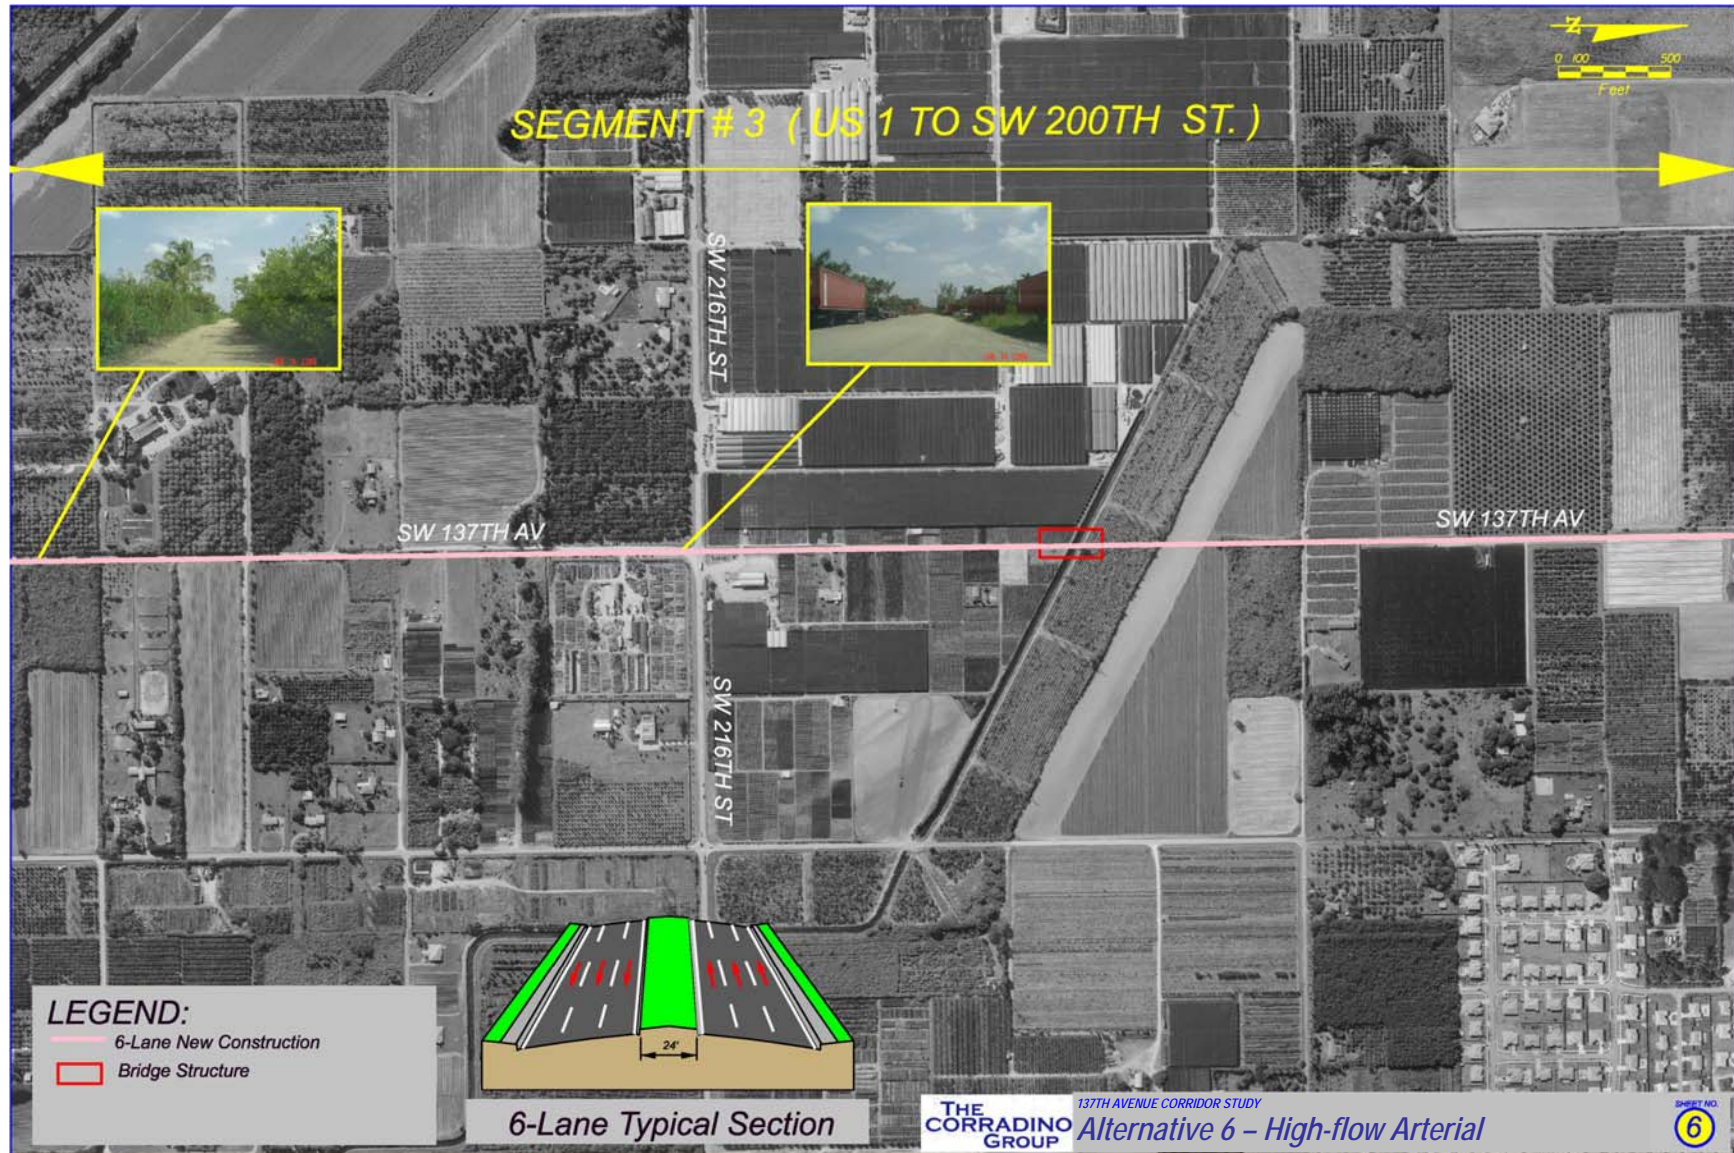 Z
0 100 500
Feet
SEGMENT # 3 ( US 1 TO SW 200TH ST. )
SW 216TH ST
SW 137TH AV
SW 137TH AV
SW 216TH ST
LEGEND:
6-Lane New Construction
Bridge Structure
24'
6-Lane Typical Section
THE
CORRADINO
GROUP
137TH AVENUE CORRIDOR STUDY
Alternative 6 – High-flow Arterial
SHEET NO.
6